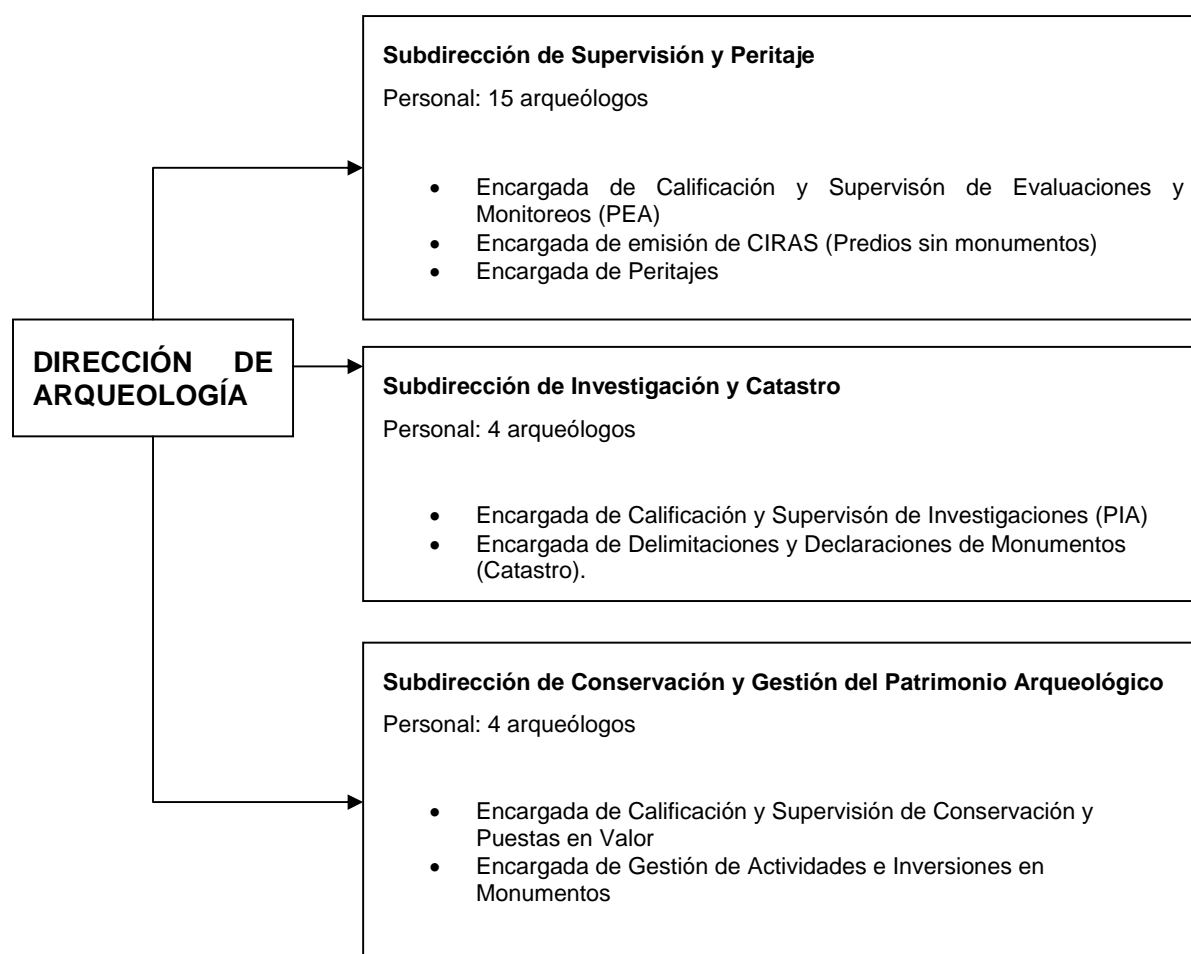 Subdirección de Supervisión y Peritaje
Personal: 15 arqueólogos
• Encargada de Calificación y Supervisón de Evaluaciones y
Monitoreos (PEA)
• Encargada de emisión de CIRAS (Predios sin monumentos)
• Encargada de Peritajes
DIRECCIÓN DE
ARQUEOLOGÍA
Subdirección de Investigación y Catastro
Personal: 4 arqueólogos
• Encargada de Calificación y Supervisón de Investigaciones (PIA)
• Encargada de Delimitaciones y Declaraciones de Monumentos
(Catastro).
Subdirección de Conservación y Gestión del Patrimonio Arqueológico
Personal: 4 arqueólogos
• Encargada de Calificación y Supervisión de Conservación y
Puestas en Valor
• Encargada de Gestión de Actividades e Inversiones en
Monumentos